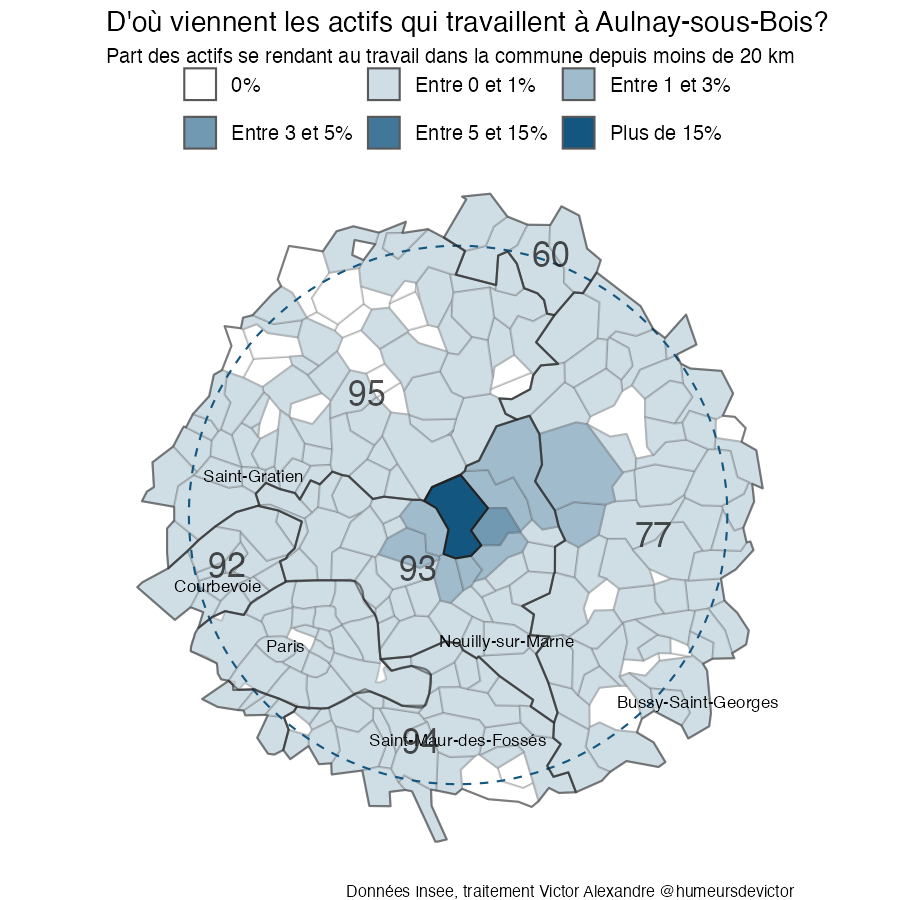 D'où viennent les actifs qui travaillent à Aulnay-sous-Bois?
Part des actifs se rendant au travail dans la commune depuis moins de 20 km
0% Entre 0 et 1% Entre 1 et 3%
Entre 3 et 5% Entre 5 et 15% Plus de 15%
60
95
Saint-Gratien
77
92 93
Courbevoie
Neuilly-sur-Marne
Paris
Bussy-Saint-Georges
Saint-Maur-des-Fossés
94
Données Insee, traitement Victor Alexandre @humeursdevictor